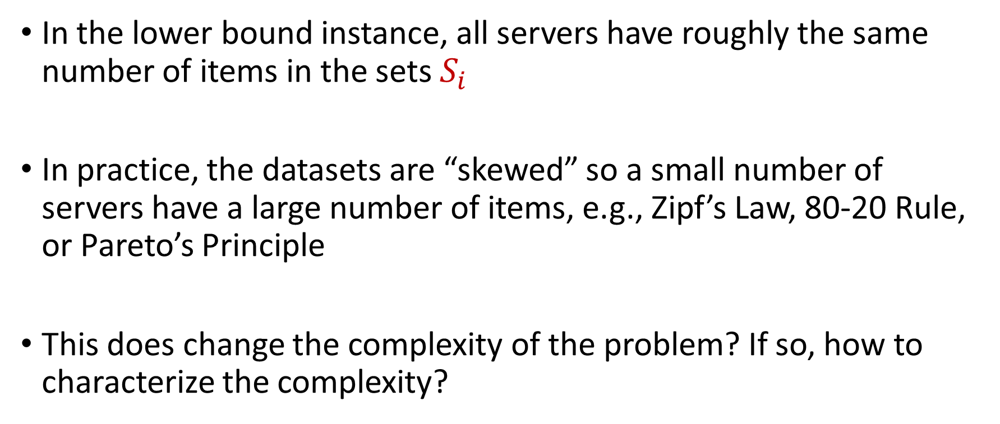 • In the lower bound instance, all servers have roughly the same
number of items in the sets S_i
• In practice, the datasets are “skewed” so a small number of
servers have a large number of items, e.g., Zipf’s Law, 80-20 Rule,
or Pareto’s Principle
• This does change the complexity of the problem? If so, how to
characterize the complexity?